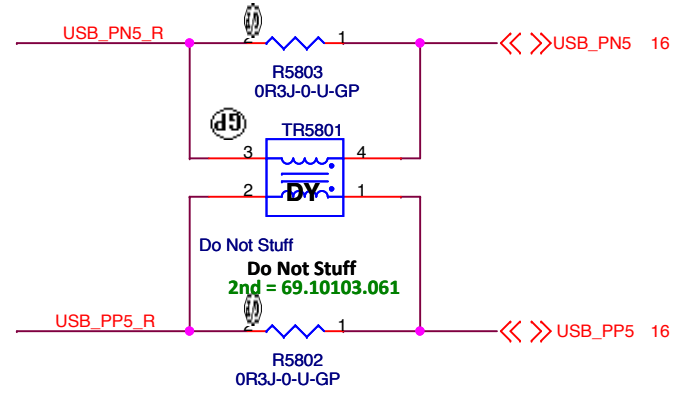 USB_PN5_R
2
1
USB_PN5 16
R5803
0R3J-0-U-GP
GP
TR5801
3
4
2
1
DY
Do Not Stuff
Do Not Stuff
2nd = 69.10103.061
USB_PP5_R
2
1
USB_PP5 16
R5802
0R3J-0-U-GP